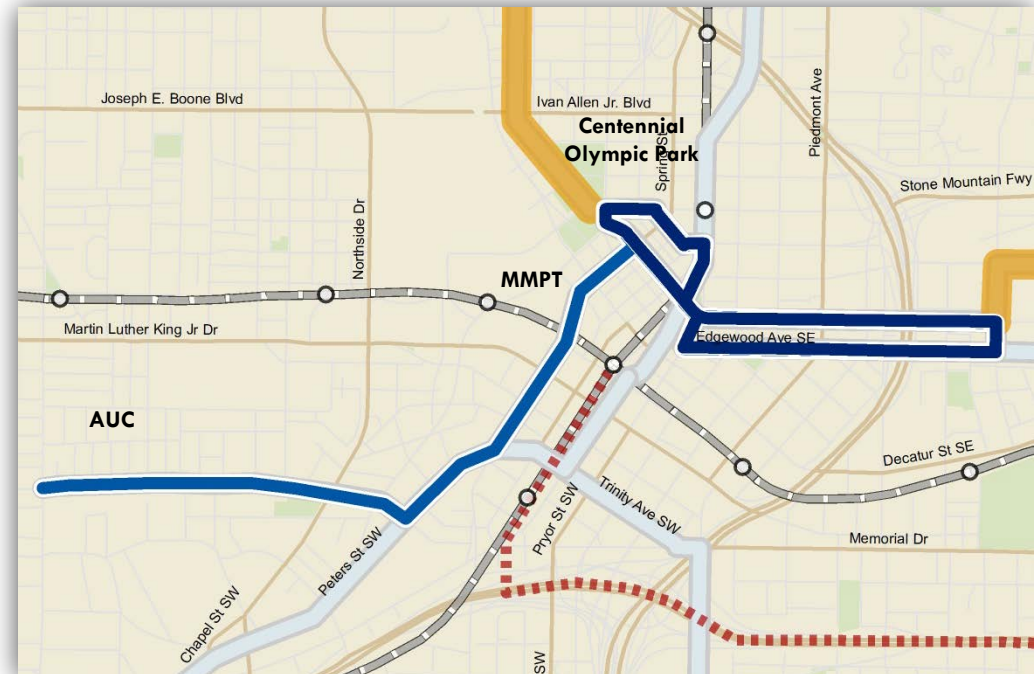 Joseph E. Boone Blvd
Ivan Allen Jr. Blvd
Centennial
Olympic Park
Spring St
Piedmont Ave
Stone Mountain Fwy
Northside Dr
MMPT
Martin Luther King Jr Dr
Edgewood Ave SE
AUC
Decatur St SE
Trinity Ave SW
Pryor St SW
Memorial Dr
Peters St SW
Chapel St SW
SW